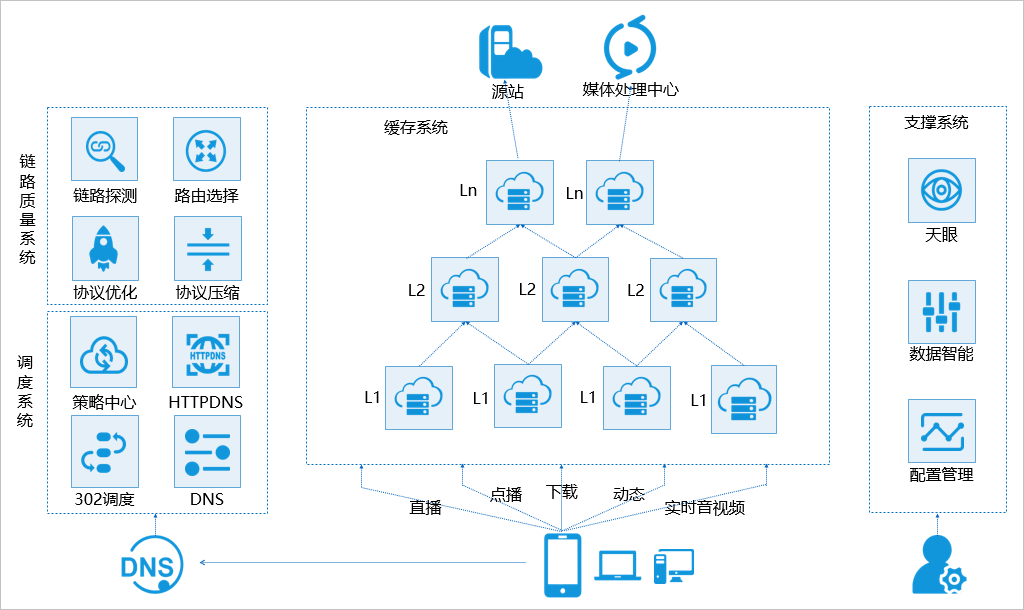 源站
媒体处理中心
链路质量系统
链路探测
路由选择
协议优化
协议压缩
调度系统
策略中心
HTTPDNS
HTTPDNS
302调度
DNS
DNS
缓存系统
Ln
Ln
L2
L2
L2
L1
L1
L1
L1
直播
点播
下载
动态
实时音视频
支撑系统
天眼
数据智能
配置管理